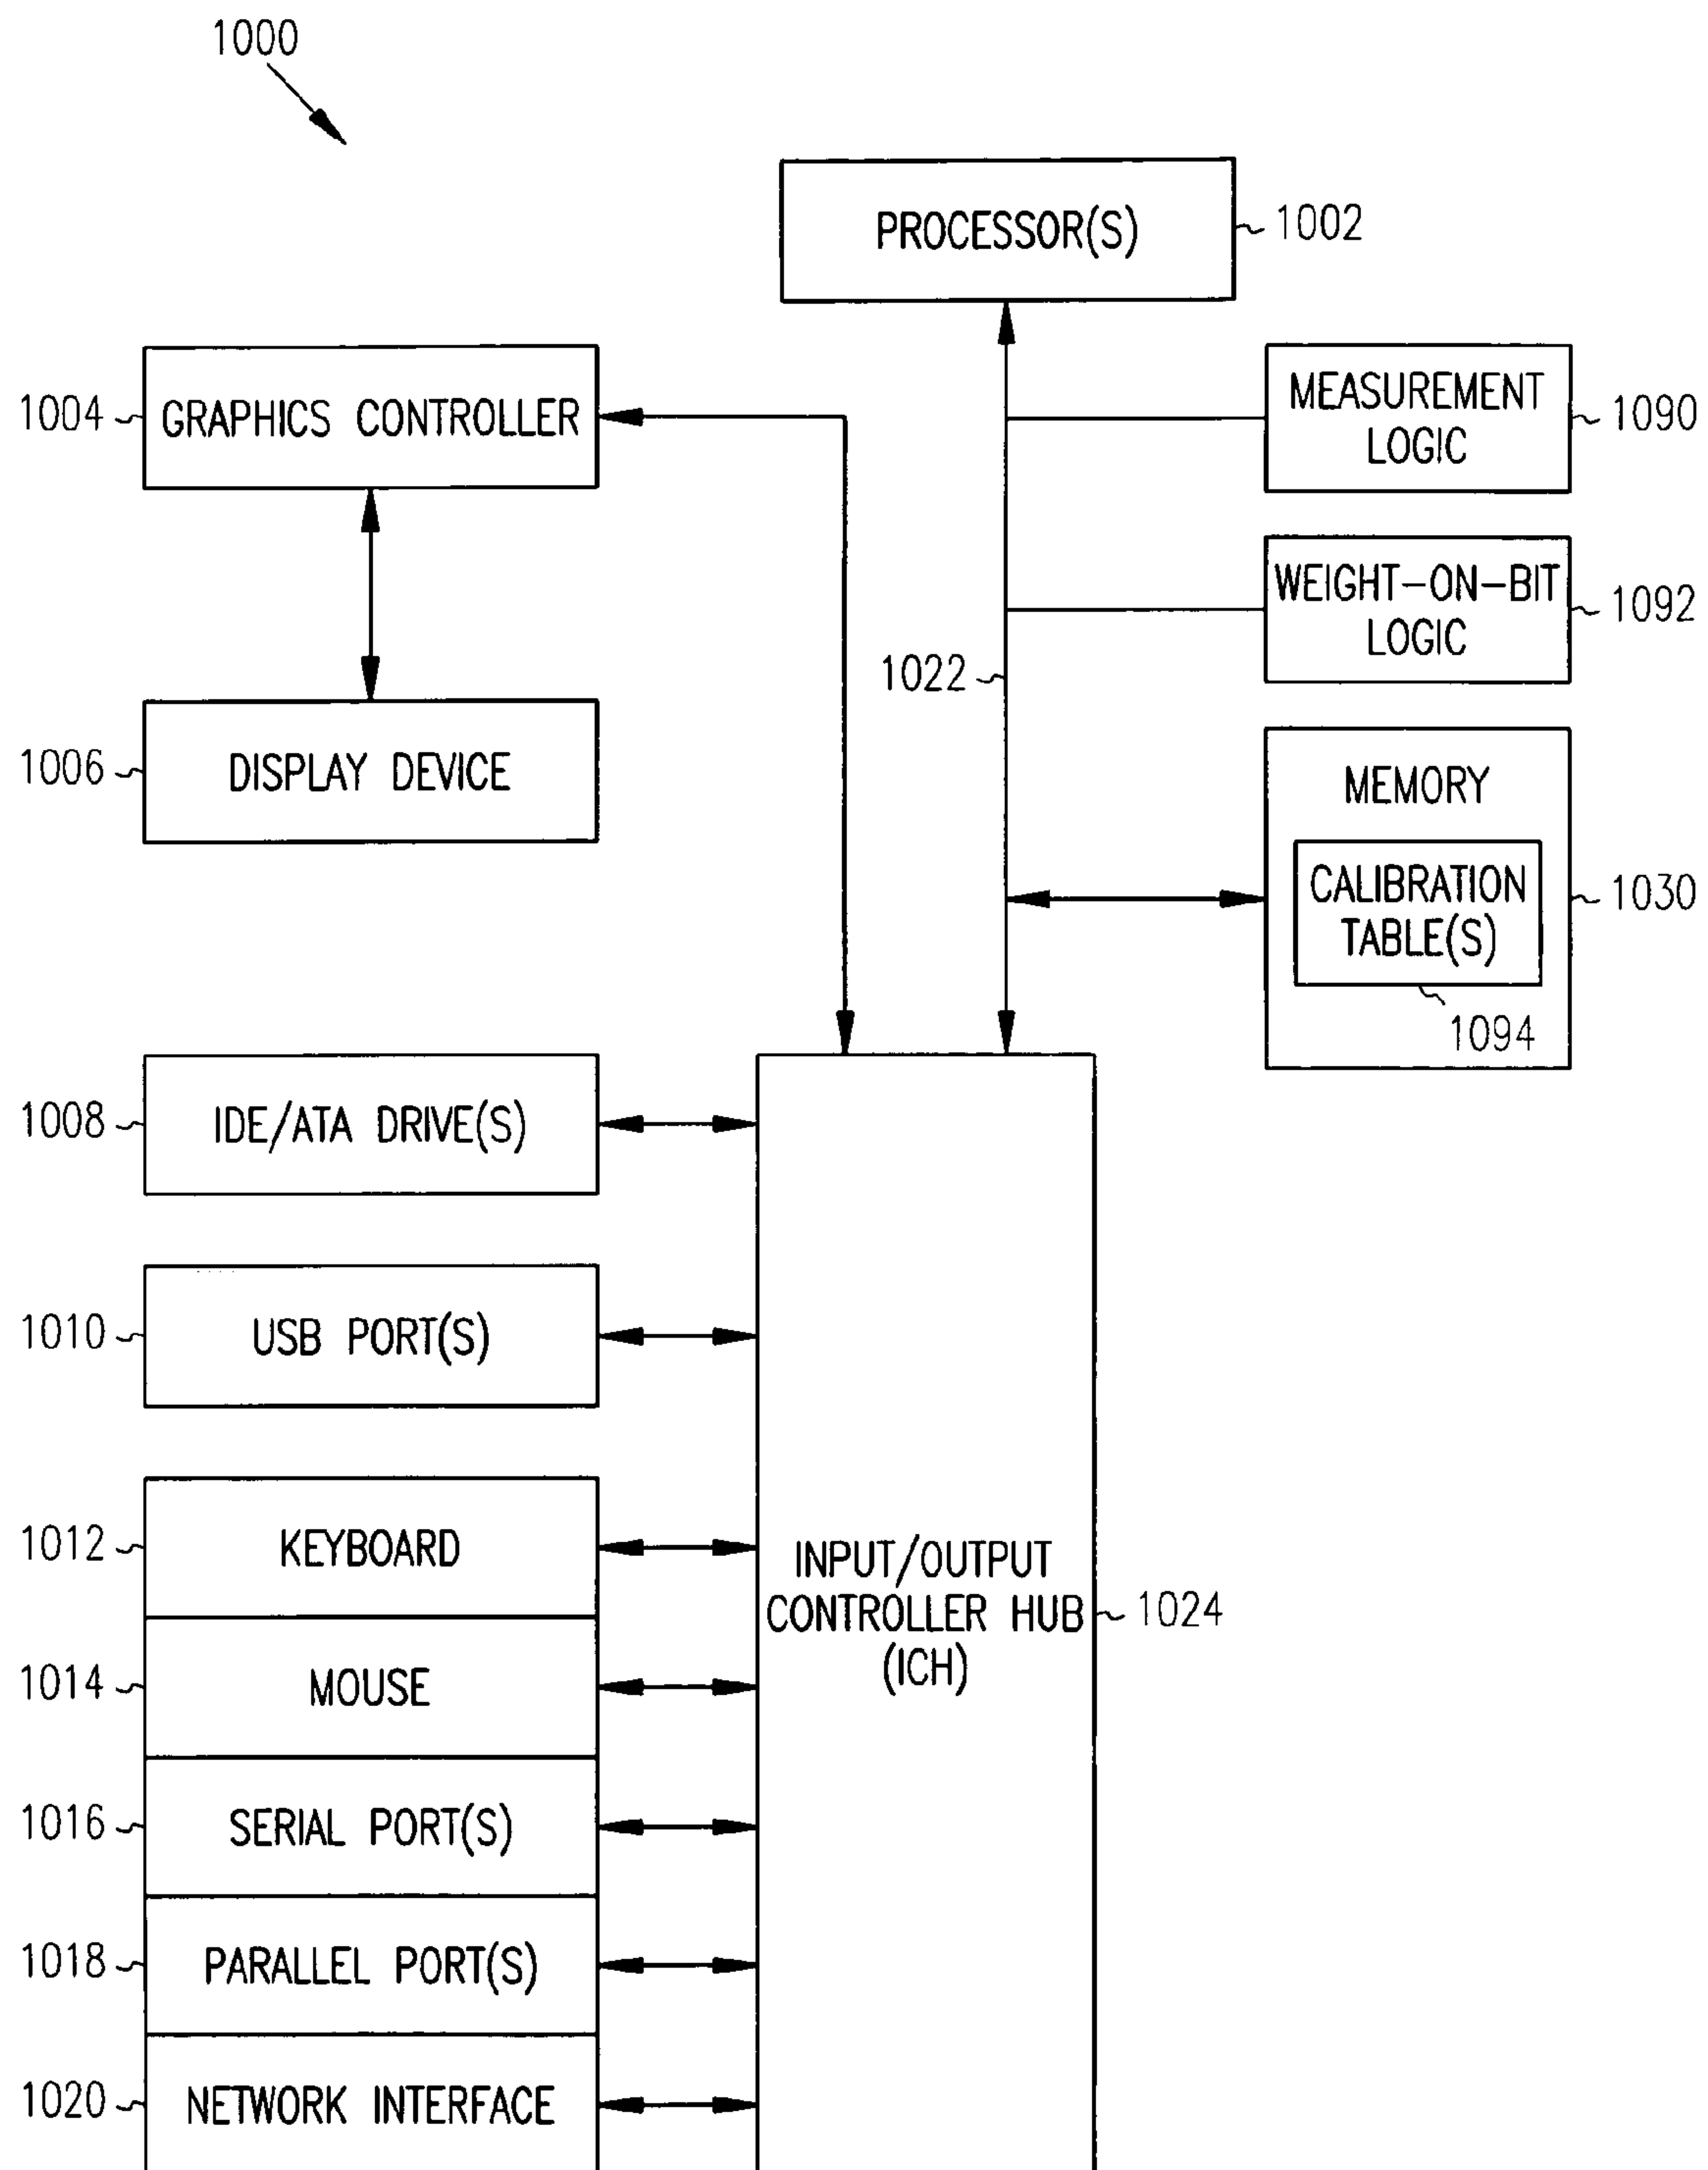 1000
PROCESSOR(S)
1002
1004
GRAPHICS CONTROLLER
MEASUREMENT
LOGIC
1090
WEIGHT-ON-BIT
LOGIC
1092
1022
1006
DISPLAY DEVICE
MEMORY
CALIBRATION
TABLE(S)
1030
1094
1008
IDE/ATA DRIVE(S)
1010
USB PORT(S)
1012
KEYBOARD
INPUT/OUTPUT
CONTROLLER HUB
(ICH)
1024
1014
MOUSE
1016
SERIAL PORT(S)
1018
PARALLEL PORT(S)
1020
NETWORK INTERFACE